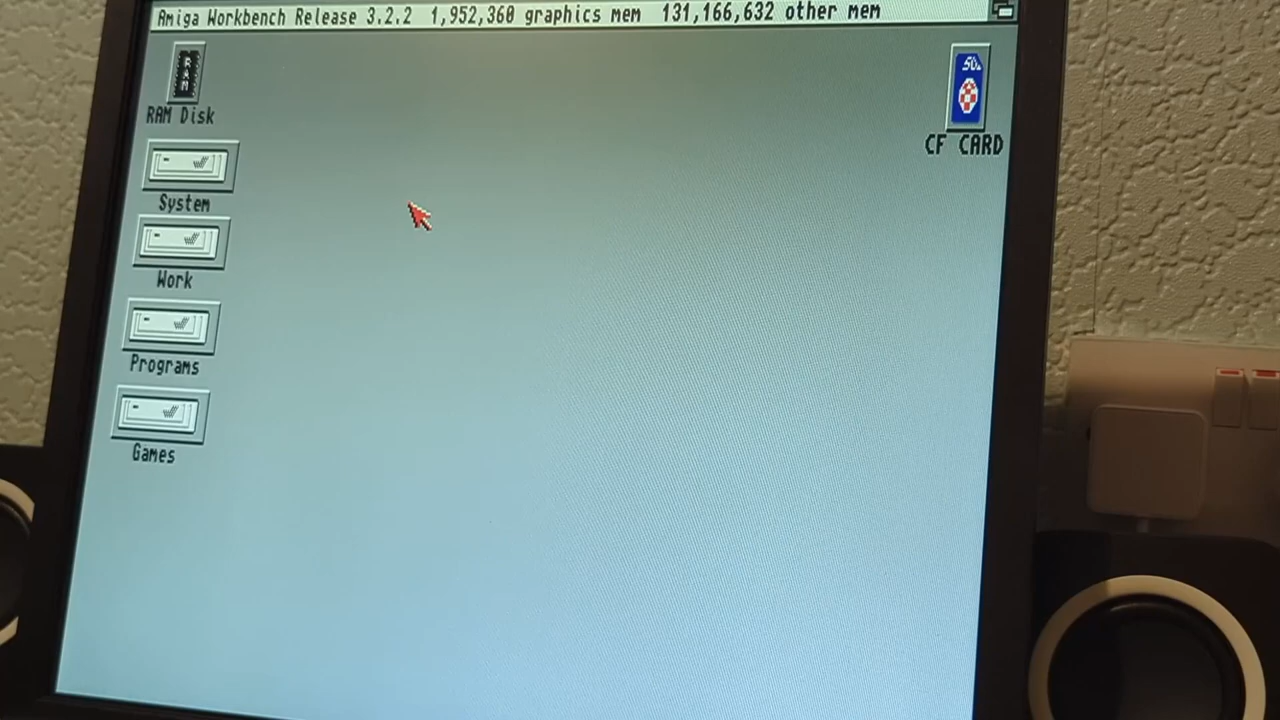 Amiga Workbench Release 3.2.2 1,952,360 graphics mem 131,166,632 other mem
RAM
RAM Disk
System
Work
Programs
Games
CF CARD